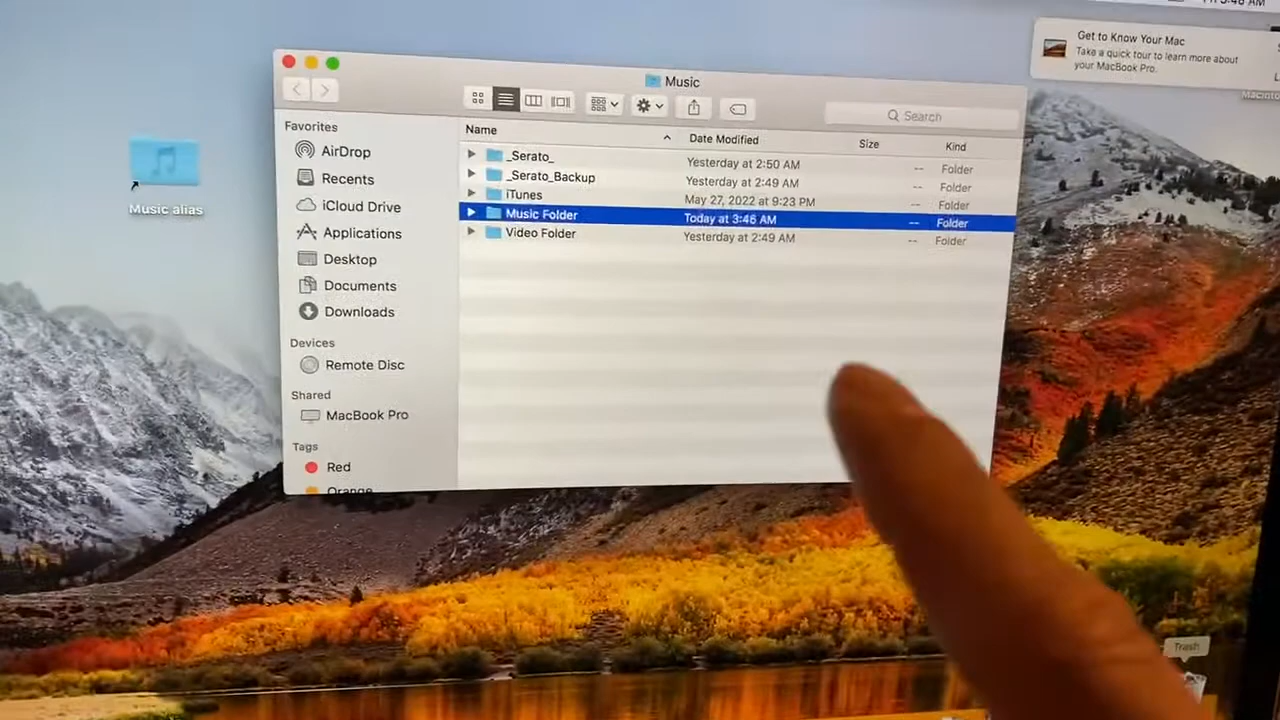 Get to Know Your Mac
Take a quick tour to learn more about
your MacBook Pro.
Music
Search
Favorites
AirDrop
Recents
iCloud Drive
Applications
Desktop
Documents
Downloads
Devices
Remote Disc
Shared
MacBook Pro
Tags
Red
Orange
Name
Date Modified
Size
Kind
_Serato_
Yesterday at 2:50 AM
--
Folder
_Serato_Backup
Yesterday at 2:49 AM
--
Folder
iTunes
May 27, 2022 at 9:23 PM
--
Folder
Music Folder
Today at 3:46 AM
--
Folder
Video Folder
Yesterday at 2:49 AM
--
Folder
Music alias
Trash